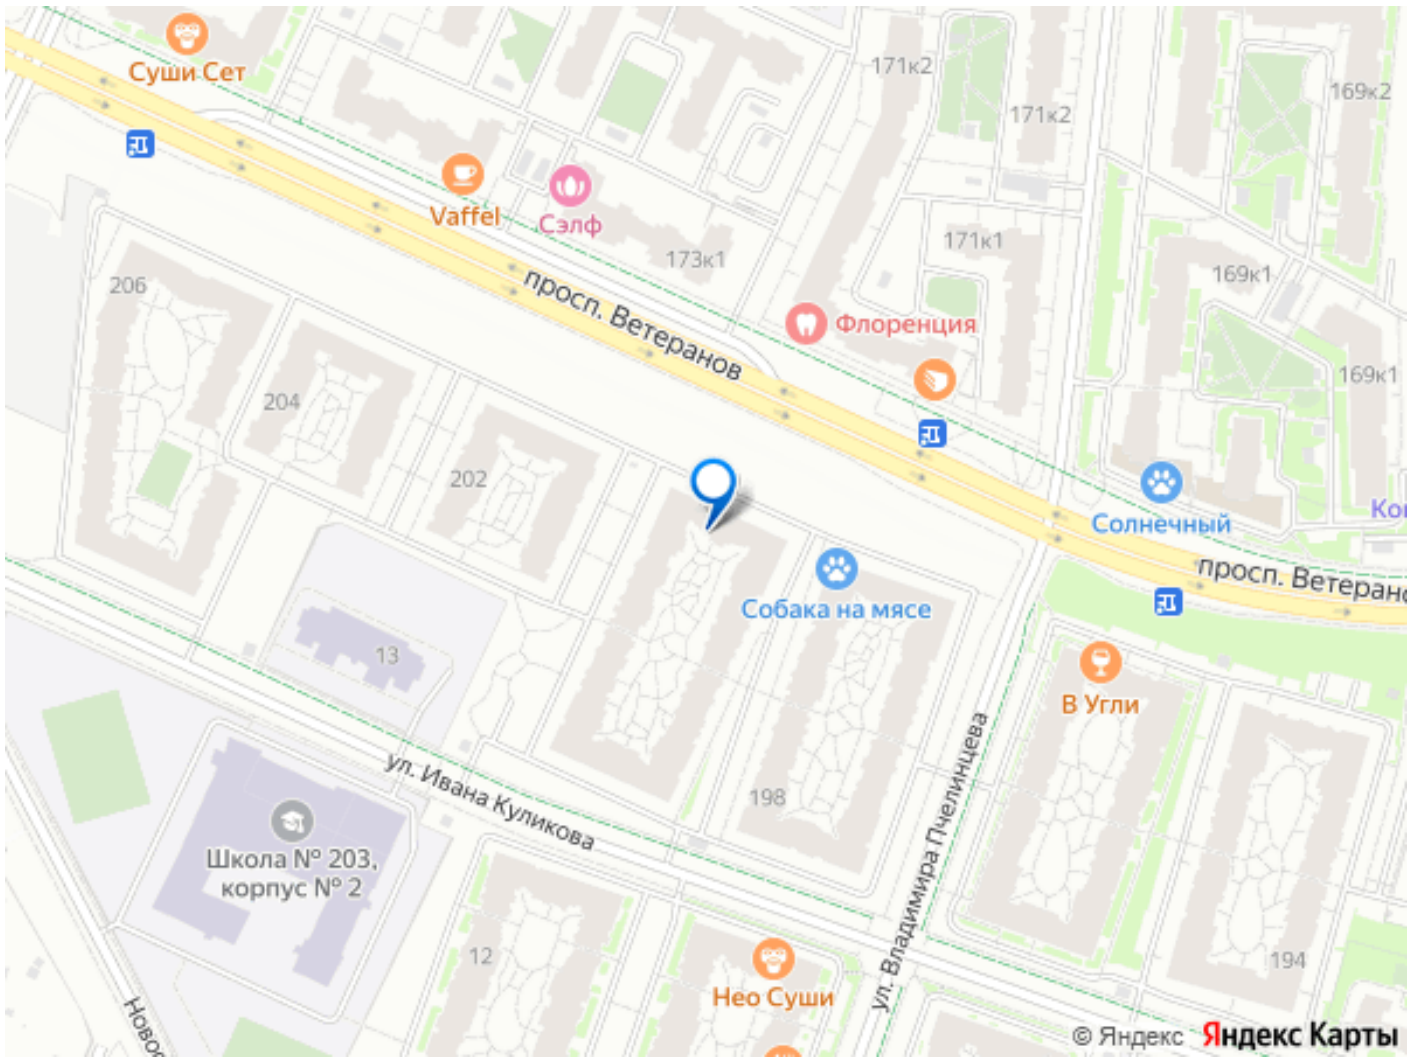 Суши Сет
171к2
169к2
171к2
Vaffel
Сэлф
173к1
171к1
169к1
206
просп. Ветеранов
Флоренция
169к1
204
202
Солнечный
просп. Ветерано
Собака на мясе
13
В Угли
ул. Ивана Куликова
198
ул. Владимира Пчелинцева
Школа № 203,
корпус № 2
12
Нео Суши
194
Новос
© Яндекс Яндекс Карты